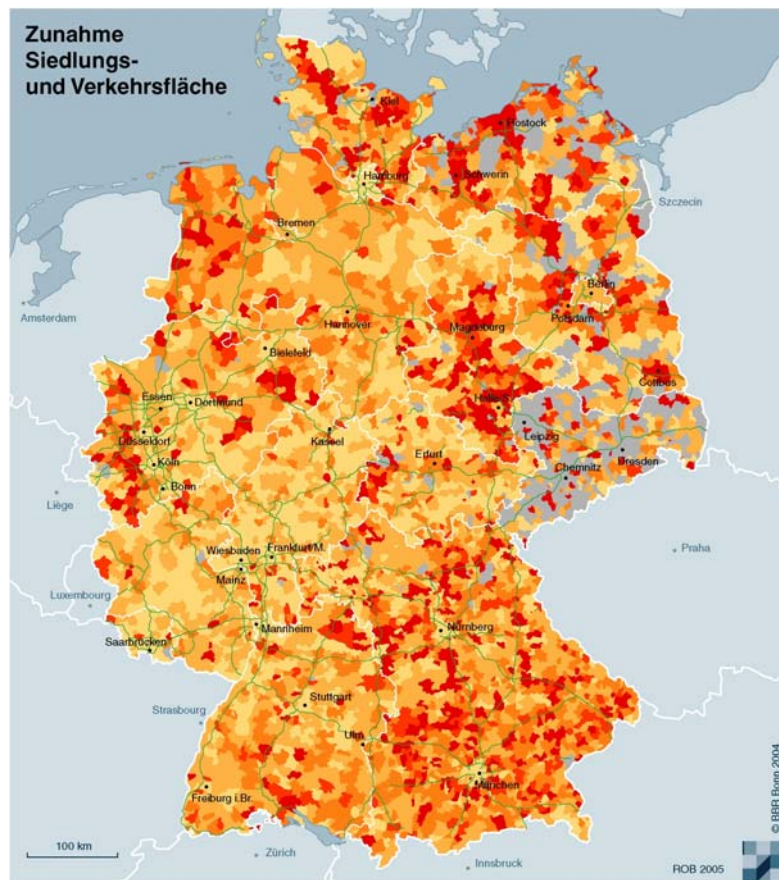 Zunahme
Siedlungs-
und Verkehrsfläche
Kiel
Rostock
Hamburg
Schwerin
Szczecin
Bremen
Berlin
Amsterdam
Hannover
Potsdam
Magdeburg
Bielefeld
Cottbus
Essen
Dortmund
Halle/S.
Leipzig
Düsseldorf
Kassel
Erfurt
Dresden
Köln
Chemnitz
Bonn
Liège
Wiesbaden
Frankfurt/M.
Praha
Mainz
Luxembourg
Mannheim
Nürnberg
Saarbrücken
Stuttgart
Strasbourg
Ulm
München
Freiburg i.Br.
© BBR Bonn 2004
100 km
Zürich
Innsbruck
ROB 2005